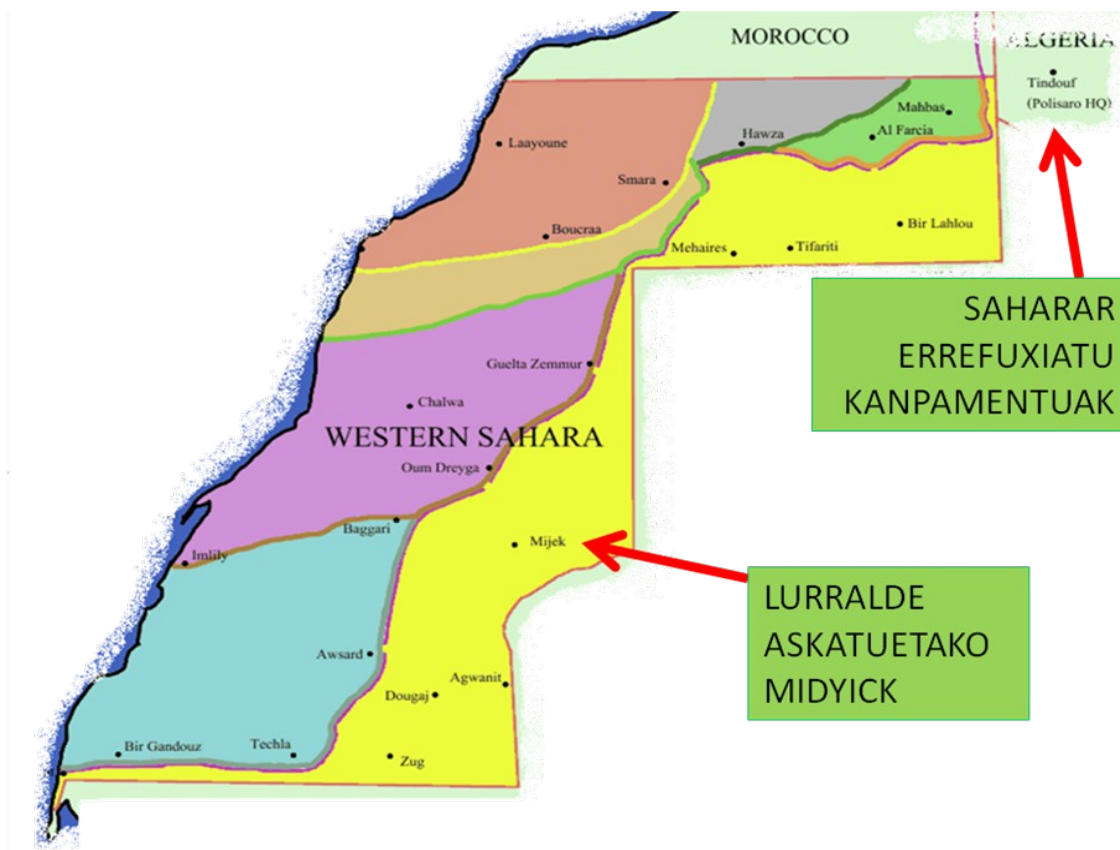 MOROCCO
ALGERIA
Tindouf
(Polisaro HQ)
Mahbas
Al Farcia
Hawza
Laayoune
Smara
Boucraa
Bir Lahlou
Tifariti
Mehaires
SAHARAR
ERREFUXIATU
KANPAMENTUAK
Guelta Zemmur
Chalwa
WESTERN SAHARA
Oum Dreyga
Baggari
Mijek
Imlily
LURRALDE
ASKATUETAKO
MIDYICK
Awsard
Agwanit
Dougaj
Bir Gandouz
Techla
Zug